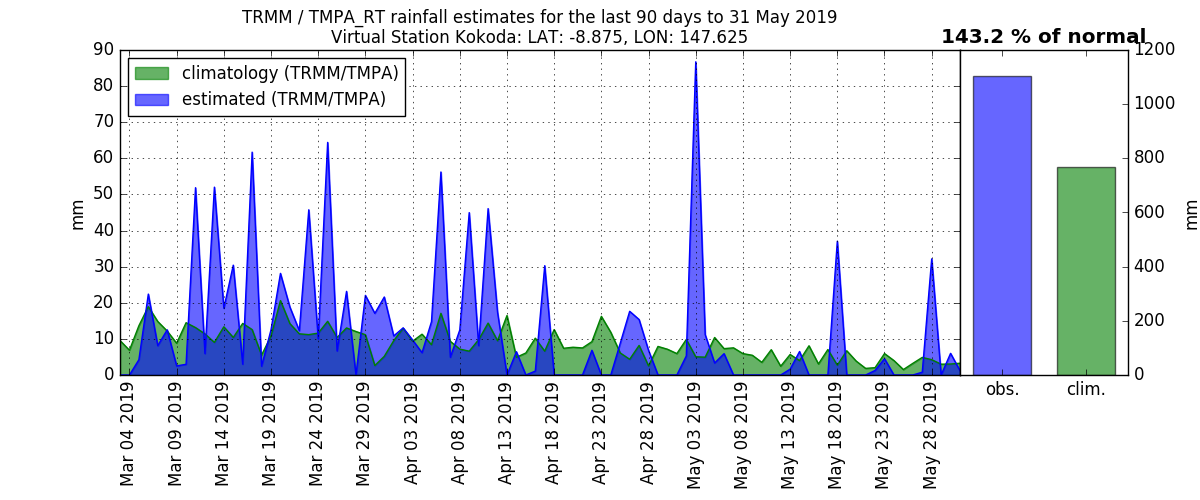 TRMM / TMPA_RT rainfall estimates for the last 90 days to 31 May 2019
Virtual Station Kokoda: LAT: -8.875, LON: 147.625
143.2 % of normal
climatology (TRMM/TMPA)
estimated (TRMM/TMPA)
90
80
70
60
50
40
30
20
10
0
mm
Mar 04 2019
Mar 09 2019
Mar 14 2019
Mar 19 2019
Mar 24 2019
Mar 29 2019
Apr 03 2019
Apr 08 2019
Apr 13 2019
Apr 18 2019
Apr 23 2019
Apr 28 2019
May 03 2019
May 08 2019
May 13 2019
May 18 2019
May 23 2019
May 28 2019
obs.
clim.
1200
1000
800
600
400
200
0
mm